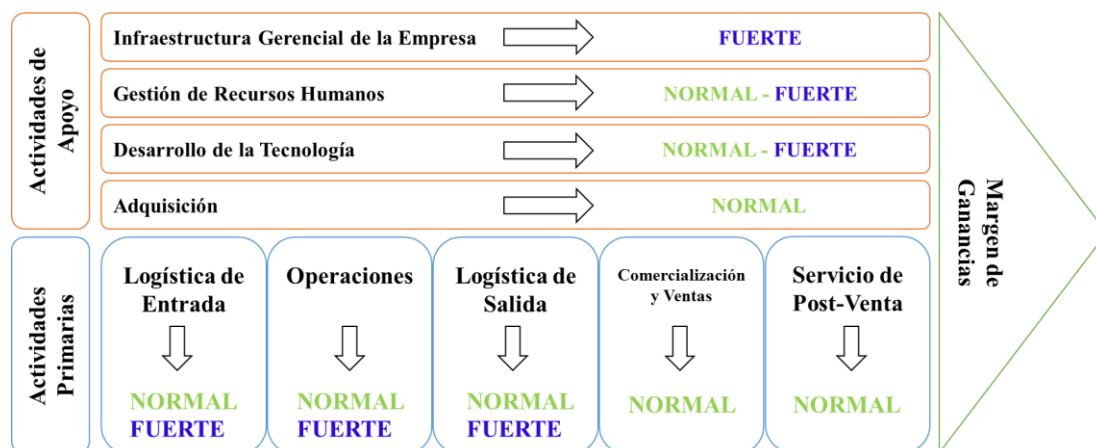 Actividades de
Apoyo
Infraestructura Gerencial de la Empresa
FUERTE
Gestión de Recursos Humanos
NORMAL - FUERTE
Desarrollo de la Tecnología
NORMAL - FUERTE
Adquisición
NORMAL
Actividades
Primarias
Logística de
Entrada
NORMAL
FUERTE
Operaciones
NORMAL
FUERTE
Logística de
Salida
NORMAL
FUERTE
Comercialización
y Ventas
NORMAL
Servicio de
Post-Venta
NORMAL
Margen de
Ganancias